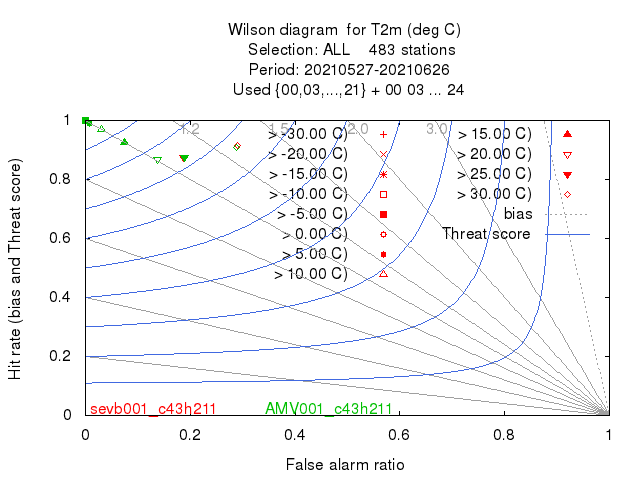 Wilson diagram  for T2m (deg C)
Selection: ALL    483 stations
Period: 20210527-20210626
Used {00,03,...,21} + 00 03 ... 24
Hit rate (bias and Threat score)
1
0.8
0.6
0.4
0.2
0
1.2
1.5
2.0
3.0
> -30.00 C)
> -20.00 C)
> -15.00 C)
> -10.00 C)
> -5.00 C)
> 0.00 C)
> 5.00 C)
> 10.00 C)
> 15.00 C)
> 20.00 C)
> 25.00 C)
> 30.00 C)
bias
Threat score
sevb001_c43h211
AMV001_c43h211
0
0.2
0.4
0.6
0.8
1
False alarm ratio